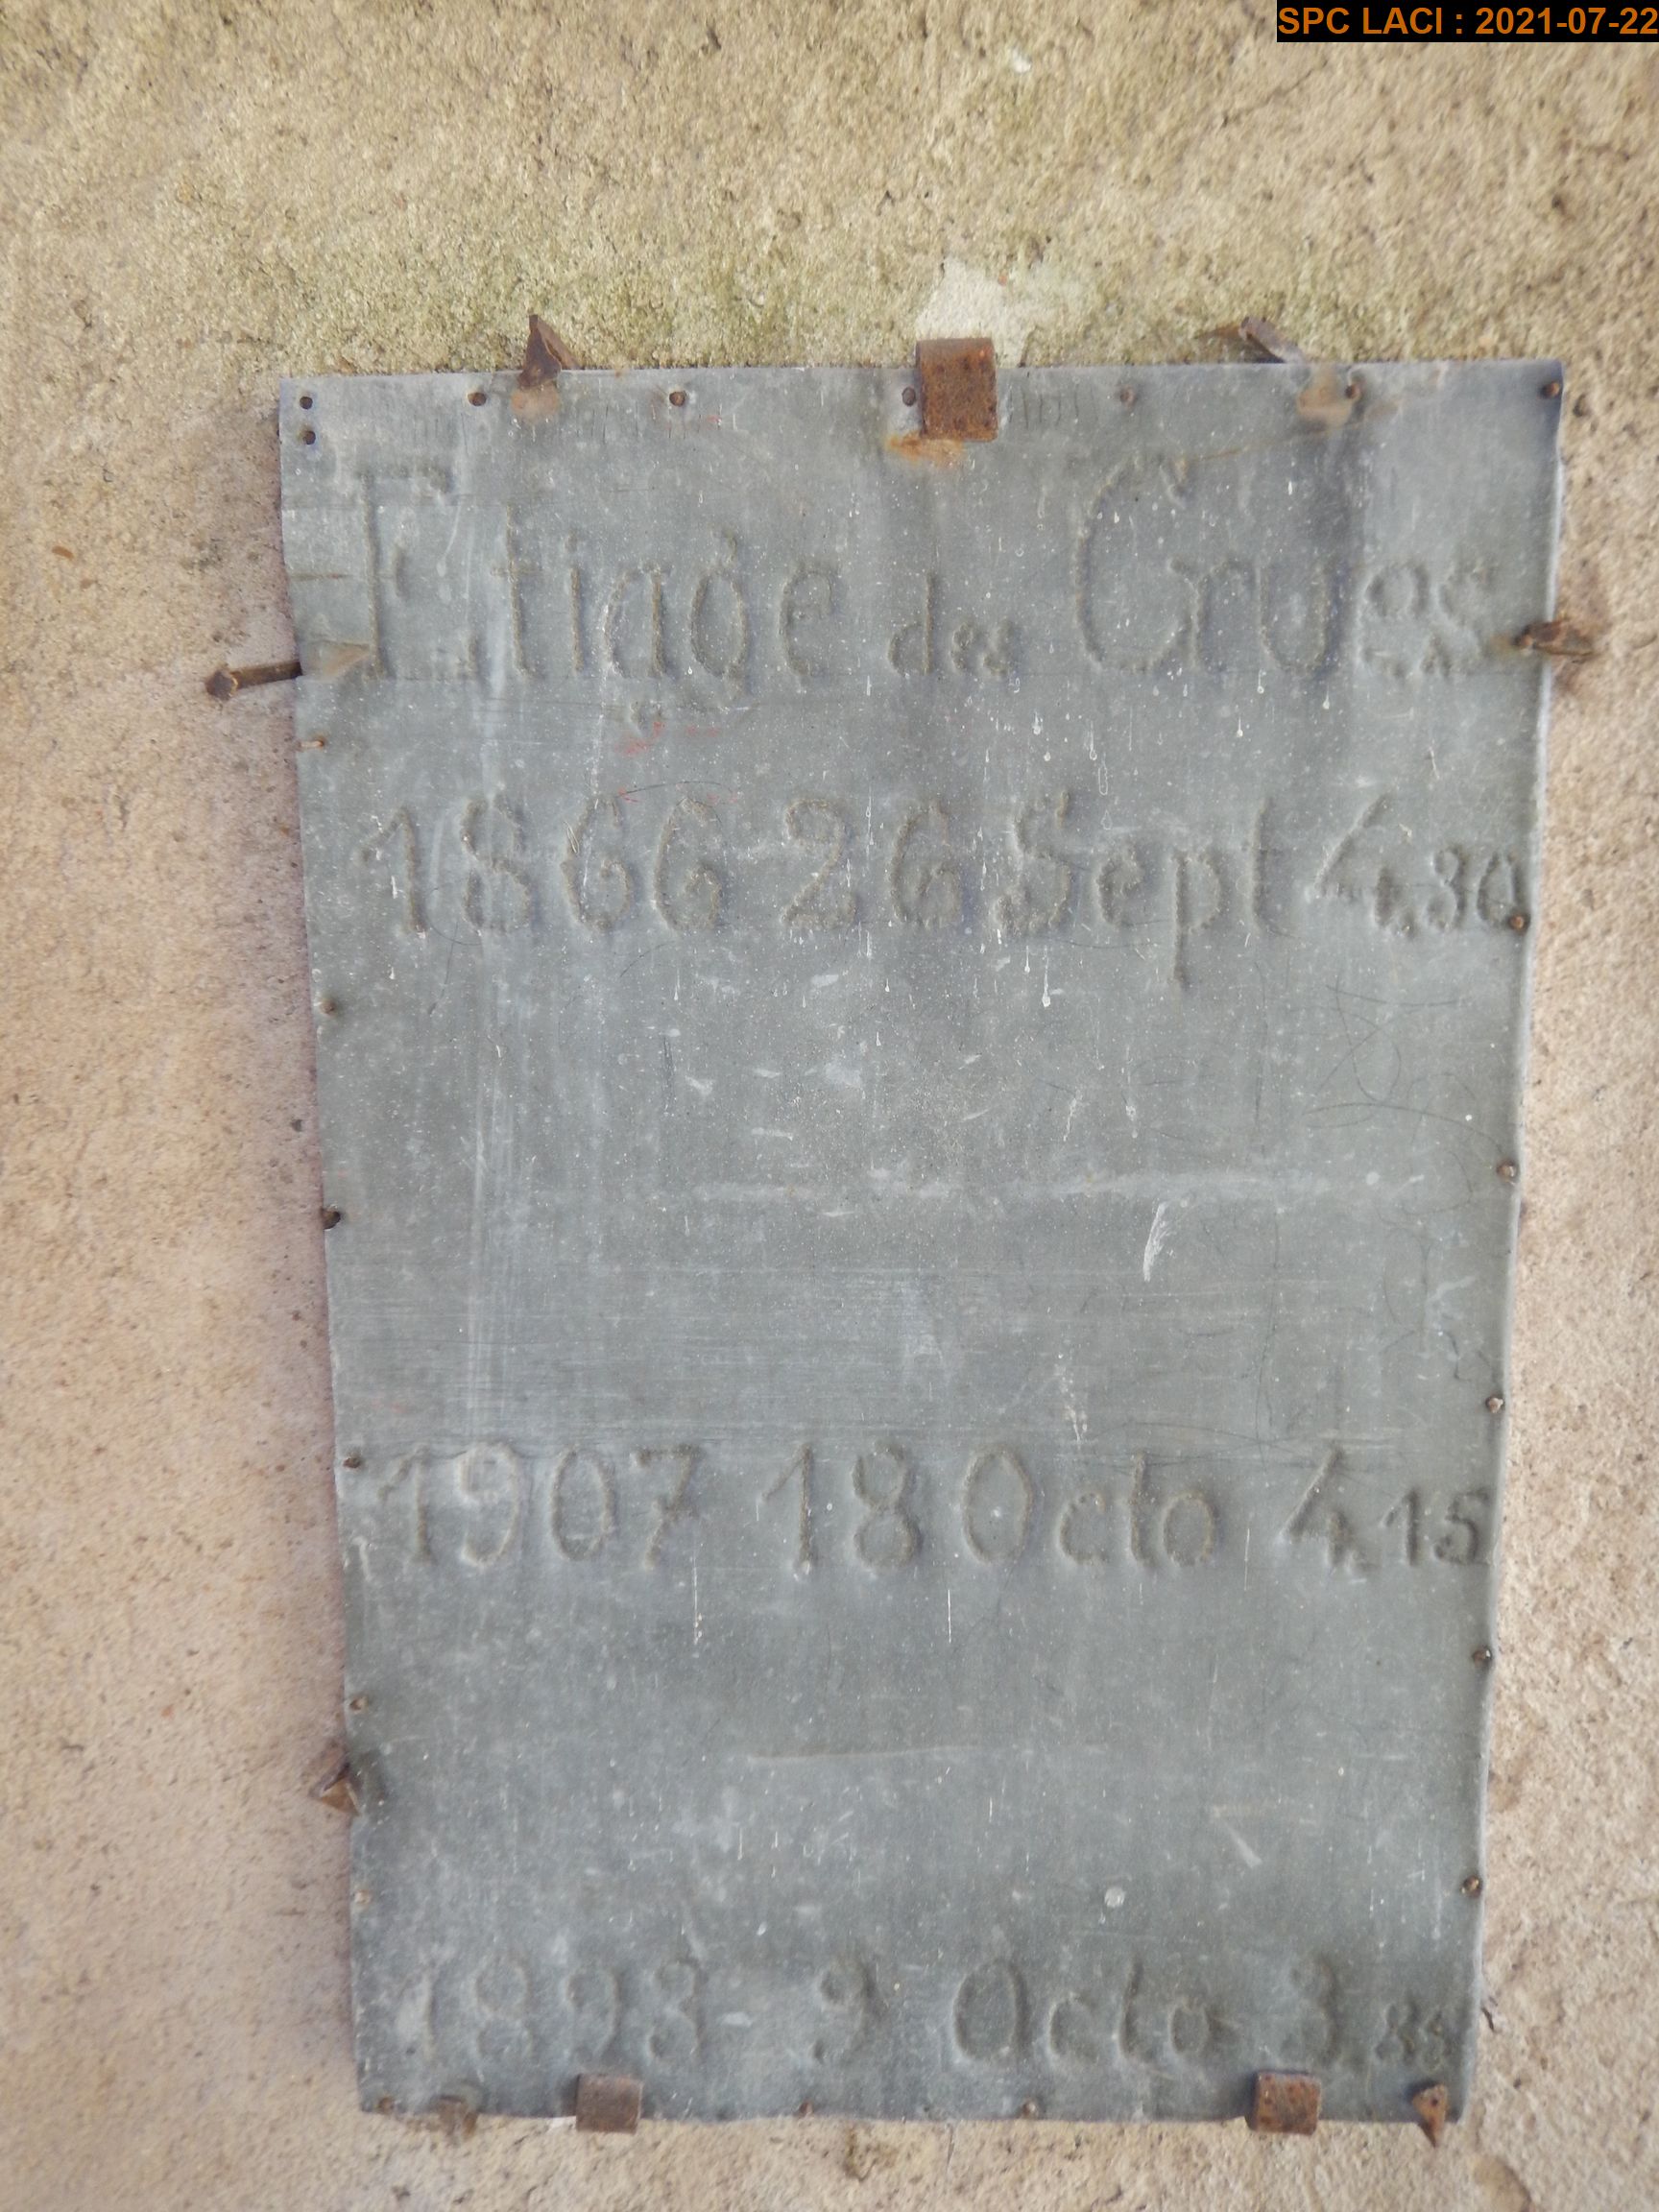 SPC LACI : 2021-07-22
Etiage des Crues
1866 26 Sept 4,30
1907 18 Octo 4,15
1893 9 Octo 3,